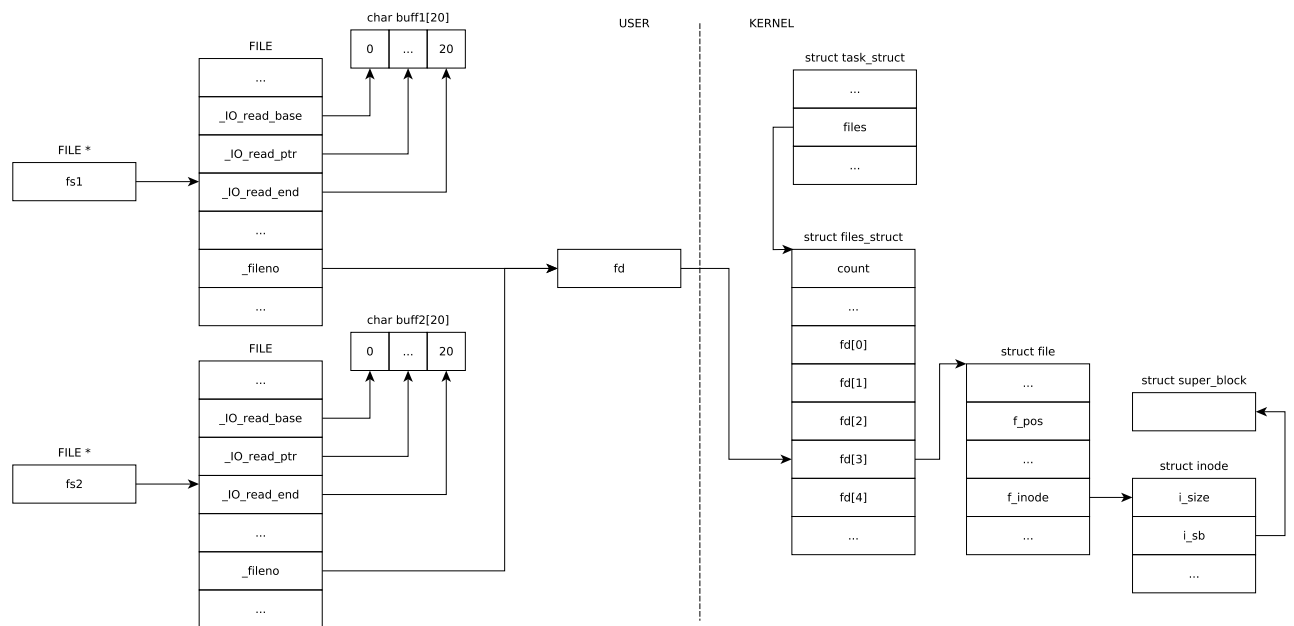 USER
KERNEL
char buff1[20]
0 ... 20
FILE
...
_IO_read_base
_IO_read_ptr
_IO_read_end
...
_fileno
...
FILE *
fs1
char buff2[20]
0 ... 20
FILE
...
_IO_read_base
_IO_read_ptr
_IO_read_end
...
_fileno
...
FILE *
fs2
fd
struct task_struct
...
files
...
struct files_struct
count
...
fd[0]
fd[1]
fd[2]
fd[3]
fd[4]
...
struct file
...
f_pos
...
f_inode
...
struct super_block
struct inode
i_size
i_sb
...